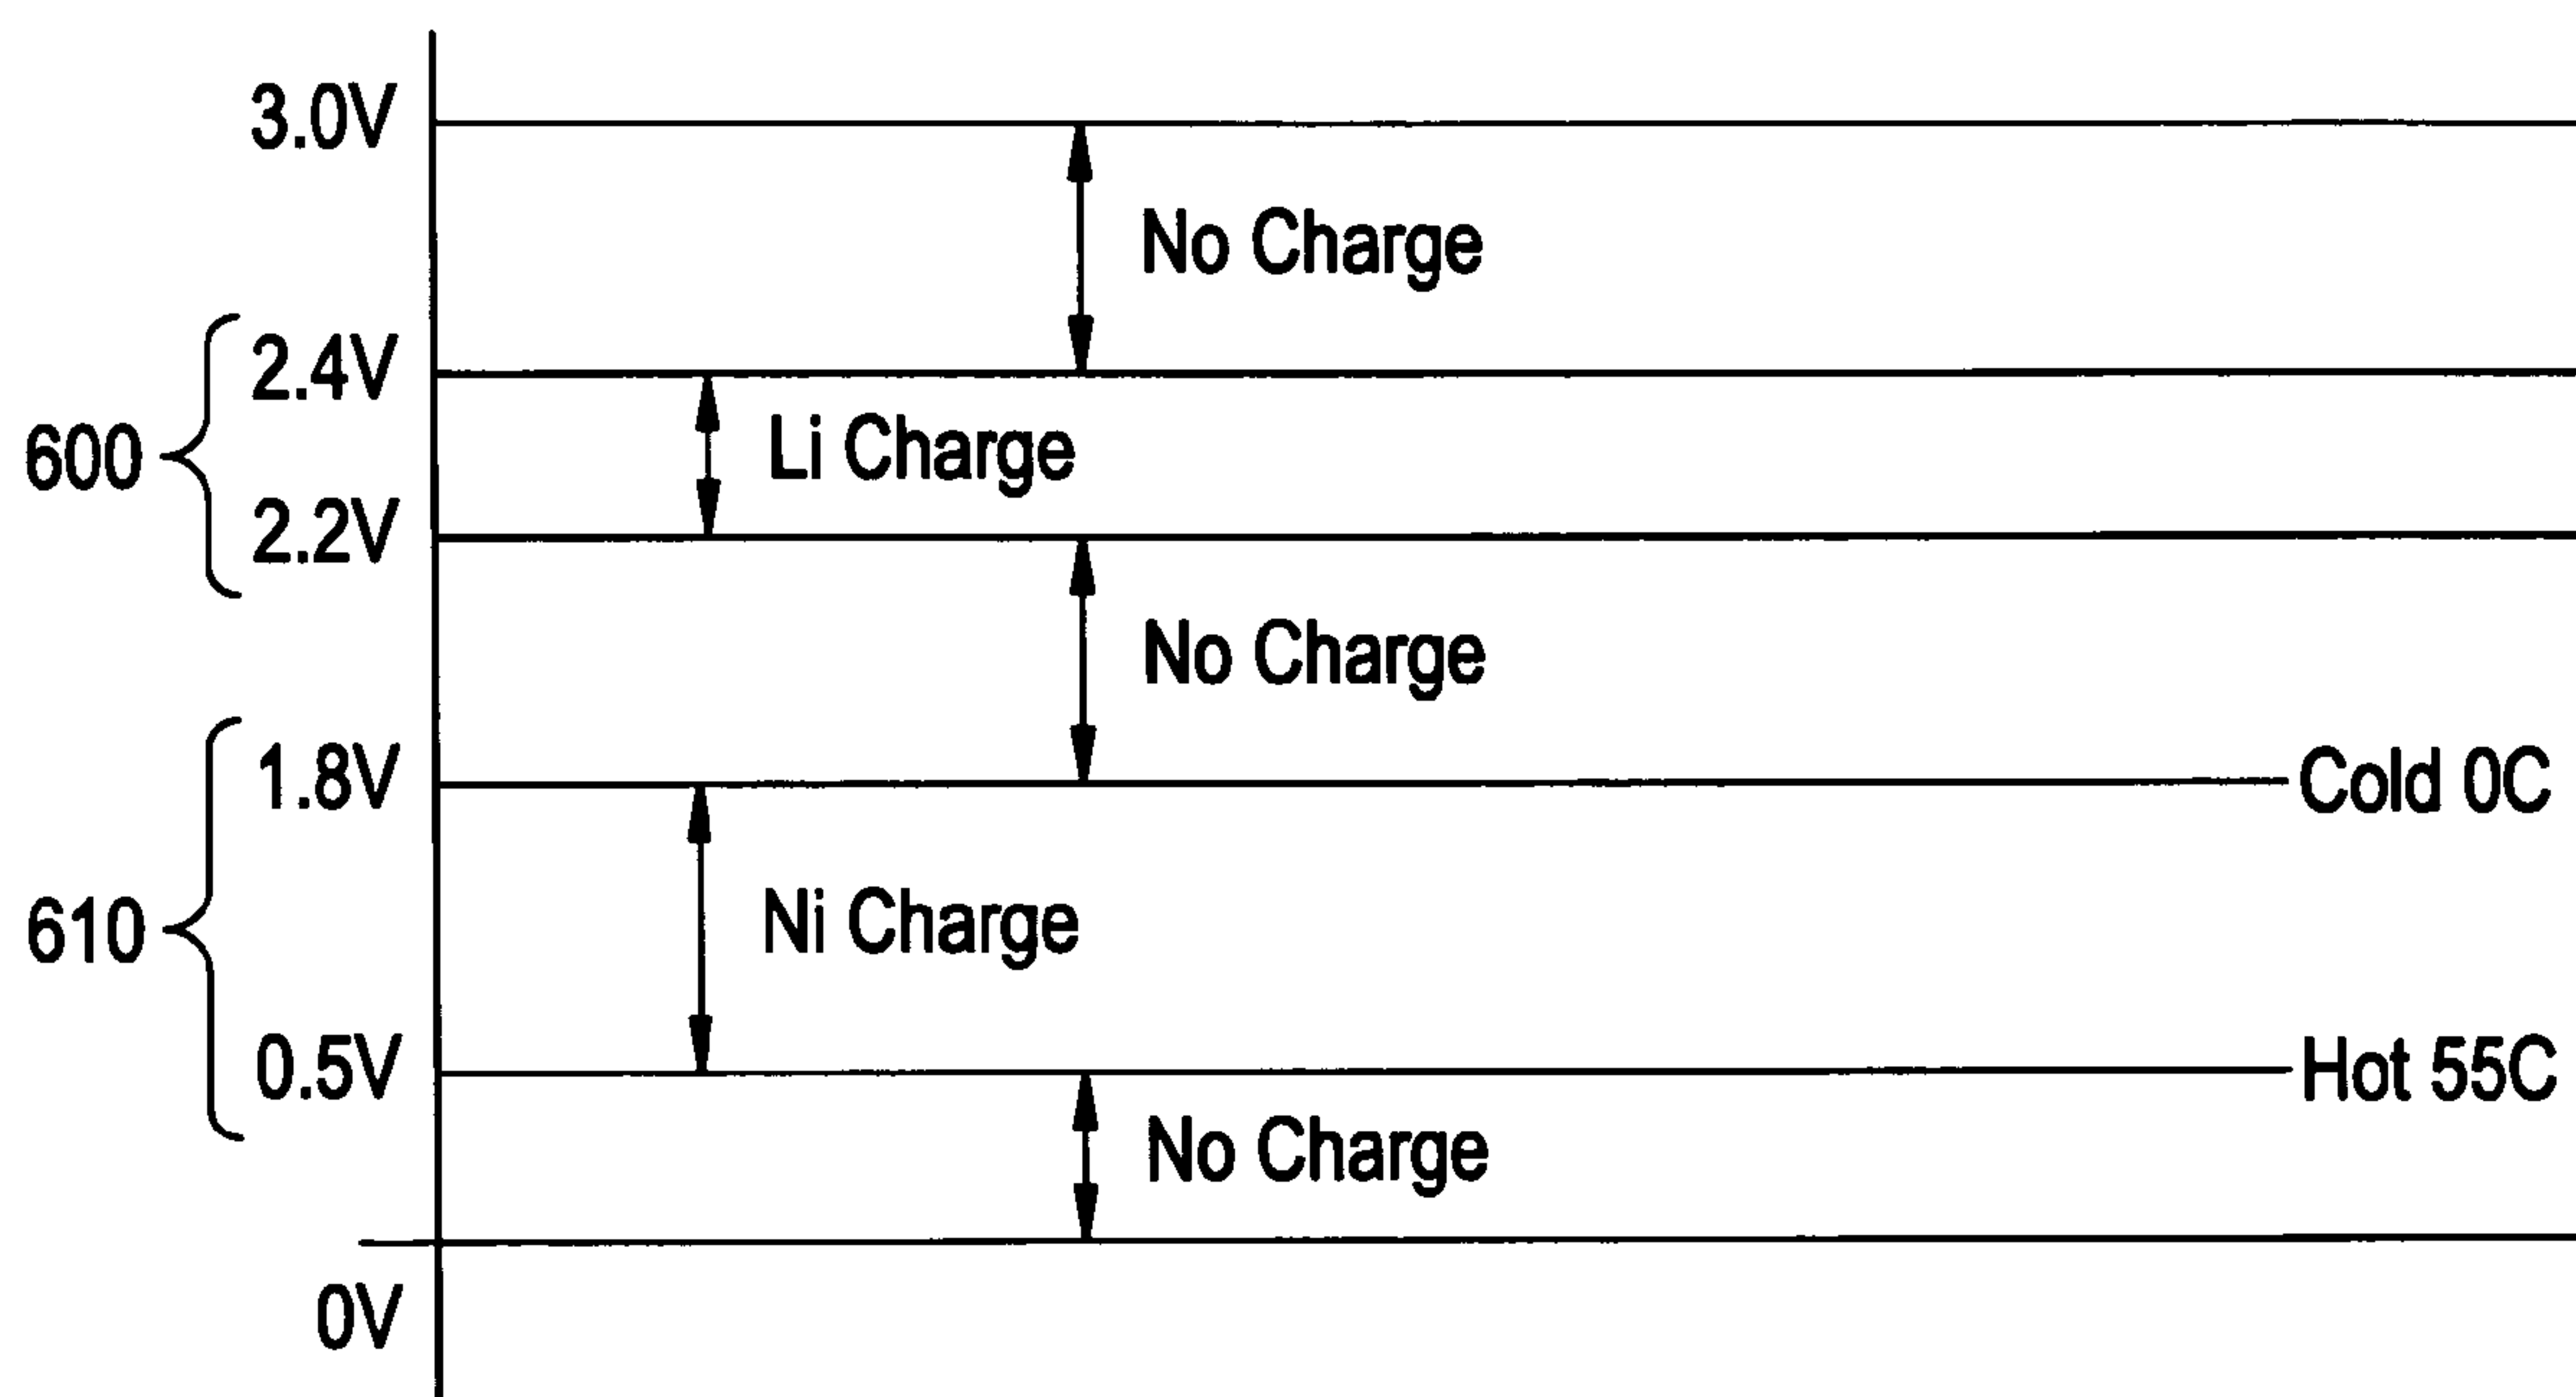 3.0V
No Charge
2.4V
600
Li Charge
2.2V
No Charge
1.8V
Cold 0C
610
Ni Charge
0.5V
Hot 55C
No Charge
0V